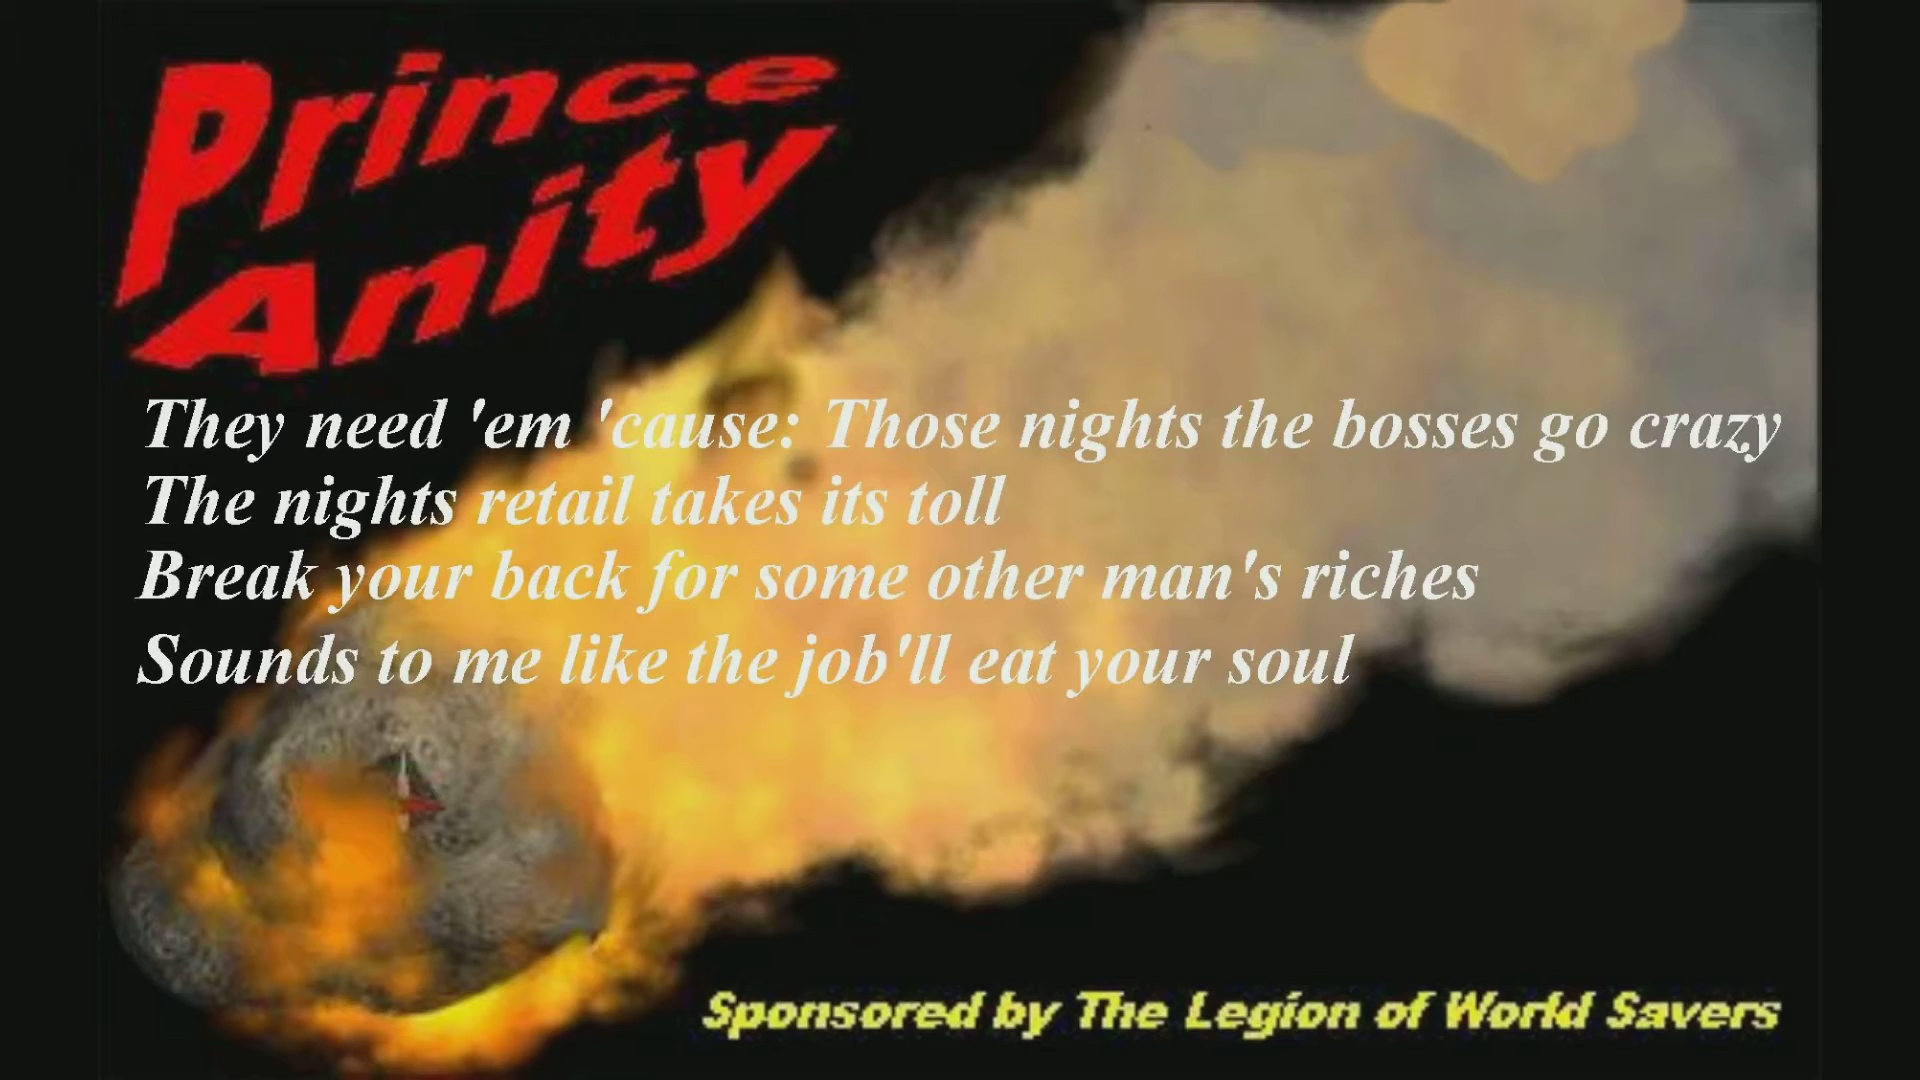 Prince
Anity
They need 'em 'cause: Those nights the bosses go crazy
The nights retail takes its toll
Break your back for some other man's riches
Sounds to me like the job'll eat your soul
Sponsored by The Legion of World Savers